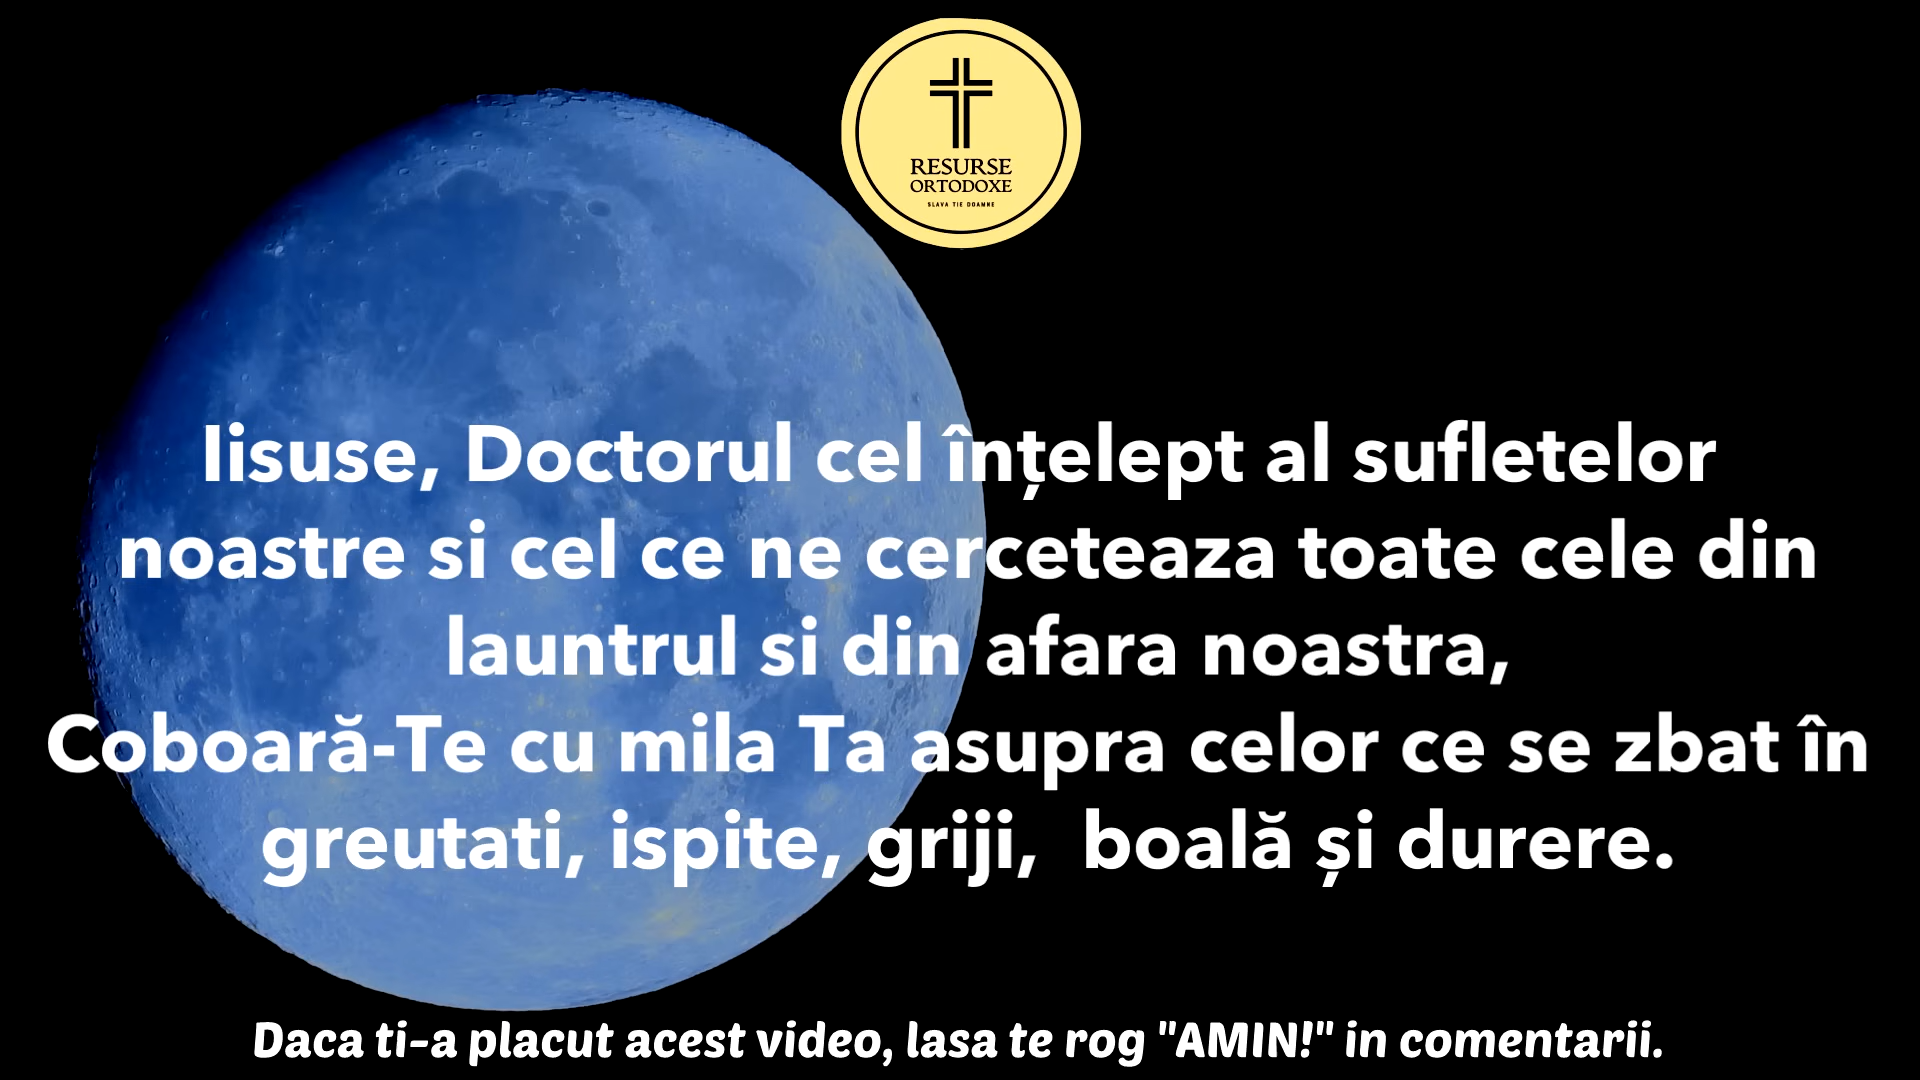 RESURSE
ORTODOXE
SLAVA TIE DOAMNE
Iisuse, Doctorul cel înțelept al sufletelor
noastre si cel ce ne cerceteaza toate cele din
launtrul si din afara noastra,
Coboară-Te cu mila Ta asupra celor ce se zbat în
greutati, ispite, griji,  boală și durere.
Daca ti-a placut acest video, lasa te rog "AMIN!" in comentarii.